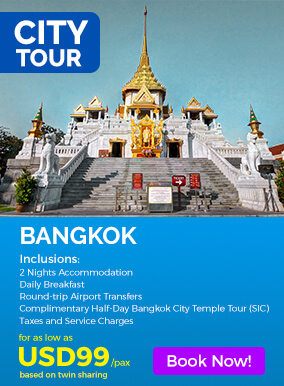 CITY
TOUR
BANGKOK
Inclusions:
2 Nights Accommodation
Daily Breakfast
Round-trip Airport Transfers
Complimentary Half-Day Bangkok City Temple Tour (SIC)
Taxes and Service Charges
for as low as
USD99/pax
based on twin sharing
Book Now!